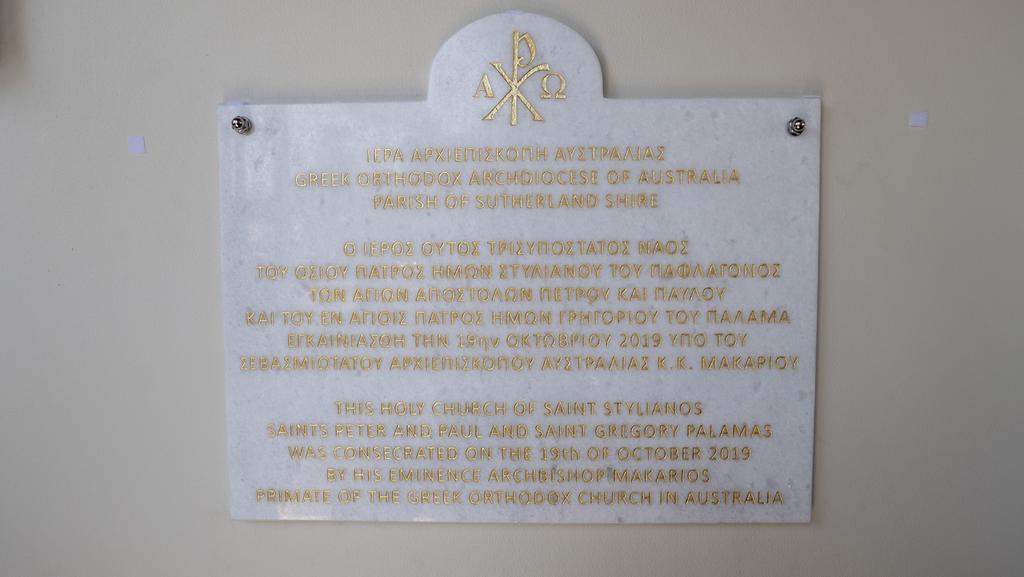 Α Ω
ΙΕΡΑ ΑΡΧΙΕΠΙΣΚΟΠΗ ΑΥΣΤΡΑΛΙΑΣ
GREEK ORTHODOX ARCHDIOCESE OF AUSTRALIA
PARISH OF SUTHERLAND SHIRE
Ο ΙΕΡΟΣ ΟΥΤΟΣ ΤΡΙΣΥΠΟΣΤΑΤΟΣ ΝΑΟΣ
ΤΟΥ ΟΣΙΟΥ ΠΑΤΡΟΣ ΗΜΩΝ ΣΤΥΛΙΑΝΟΥ ΤΟΥ ΠΑΦΛΑΓΟΝΟΣ
ΤΩΝ ΑΓΙΩΝ ΑΠΟΣΤΟΛΩΝ ΠΕΤΡΟΥ ΚΑΙ ΠΑΥΛΟΥ
ΚΑΙ ΤΟΥ ΕΝ ΑΓΙΟΙΣ ΠΑΤΡΟΣ ΗΜΩΝ ΓΡΗΓΟΡΙΟΥ ΤΟΥ ΠΑΛΑΜΑ
ΕΓΚΑΙΝΙΑΣΘΗ ΤΗΝ 19ην ΟΚΤΩΒΡΙΟΥ 2019 ΥΠΟ ΤΟΥ
ΣΕΒΑΣΜΙΟΤΑΤΟΥ ΑΡΧΙΕΠΙΣΚΟΠΟΥ ΑΥΣΤΡΑΛΙΑΣ Κ.Κ. ΜΑΚΑΡΙΟΥ
THIS HOLY CHURCH OF SAINT STYLIANOS
SAINTS PETER AND PAUL AND SAINT GREGORY PALAMAS
WAS CONSECRATED ON THE 19th OF OCTOBER 2019
BY HIS EMINENCE ARCHBISHOP MAKARIOS
PRIMATE OF THE GREEK ORTHODOX CHURCH IN AUSTRALIA